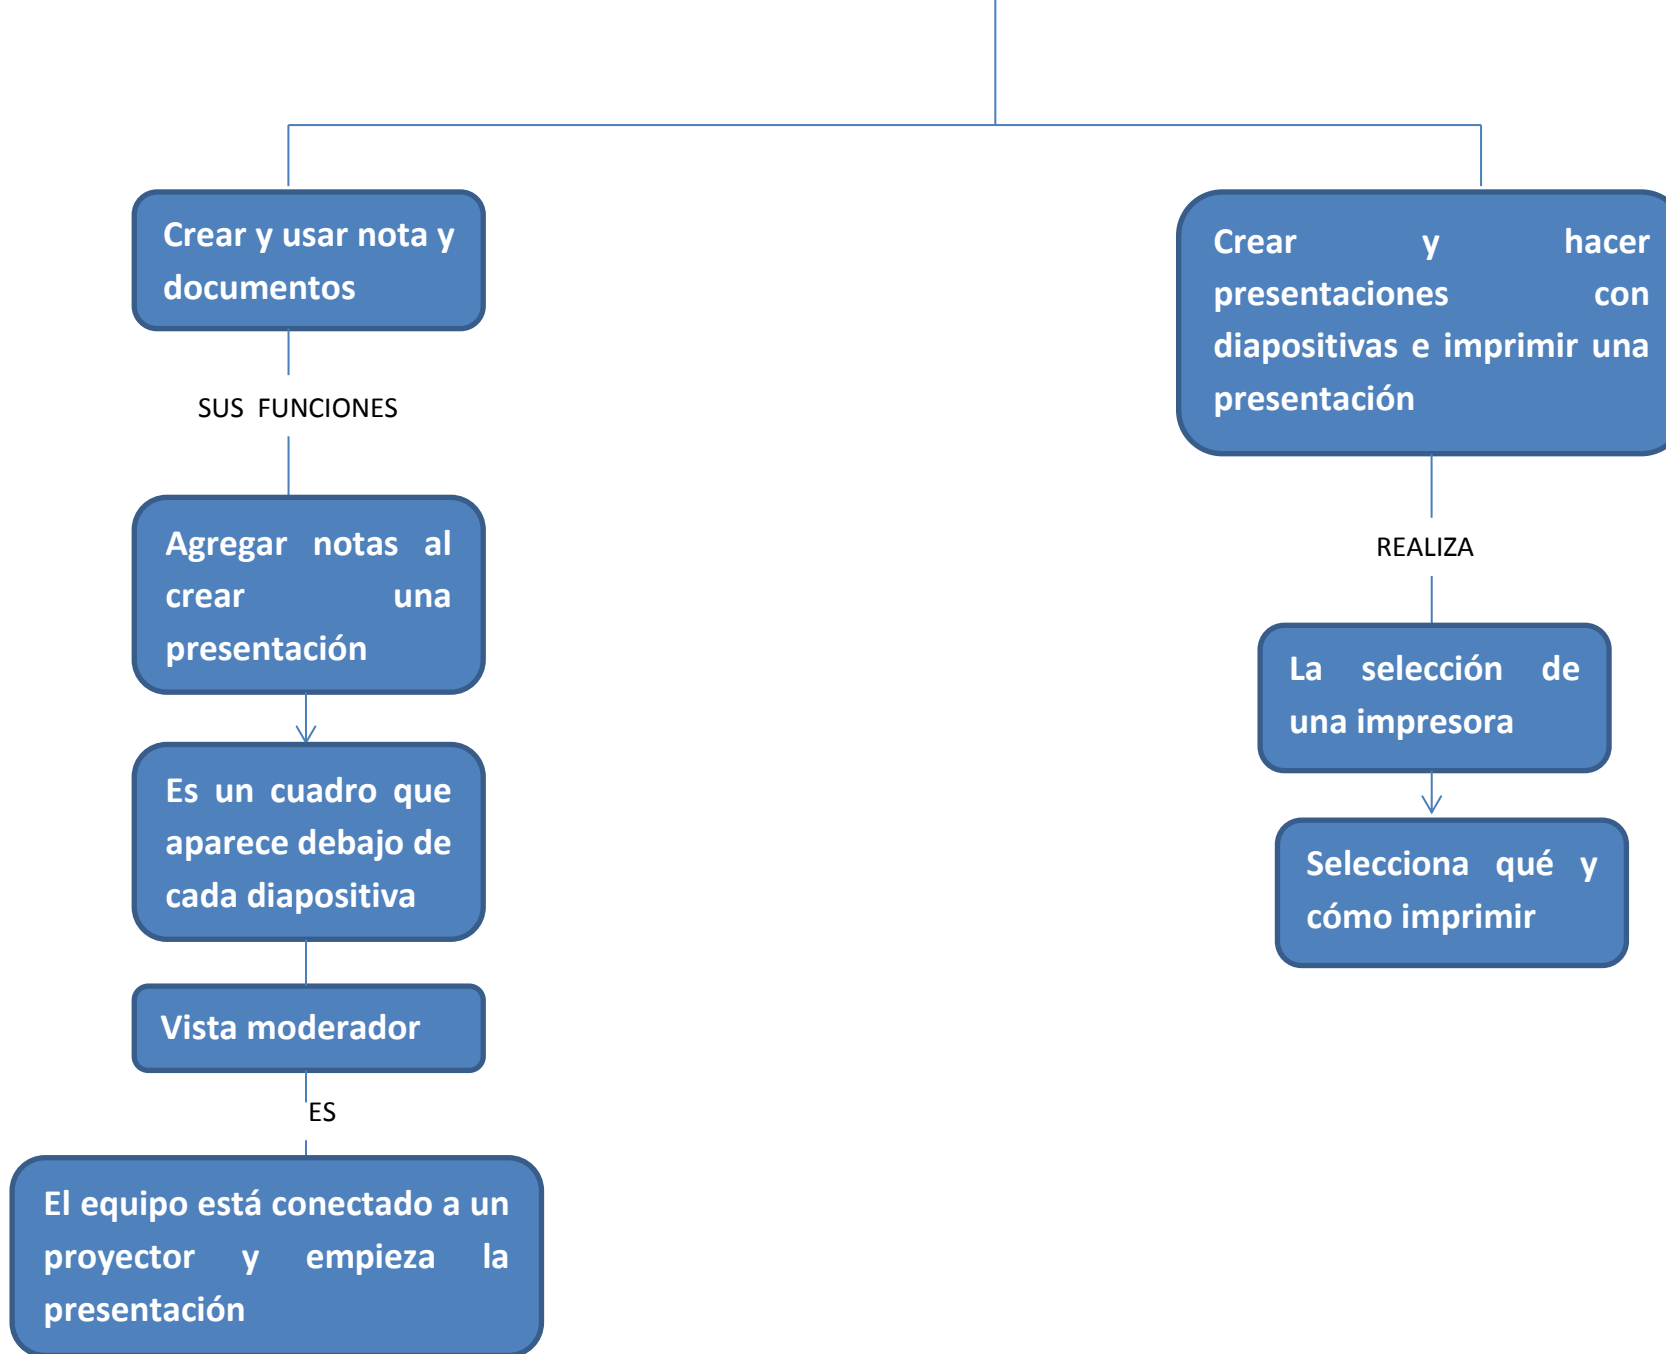 Crear y usar nota y
documentos
SUS FUNCIONES
Agregar notas al
crear una
presentación
Es un cuadro que
aparece debajo de
cada diapositiva
Vista moderador
ES
El equipo está conectado a un
proyector y empieza la
presentación
Crear y hacer
presentaciones con
diapositivas e imprimir una
presentación
REALIZA
La selección de
una impresora
Selecciona qué y
cómo imprimir